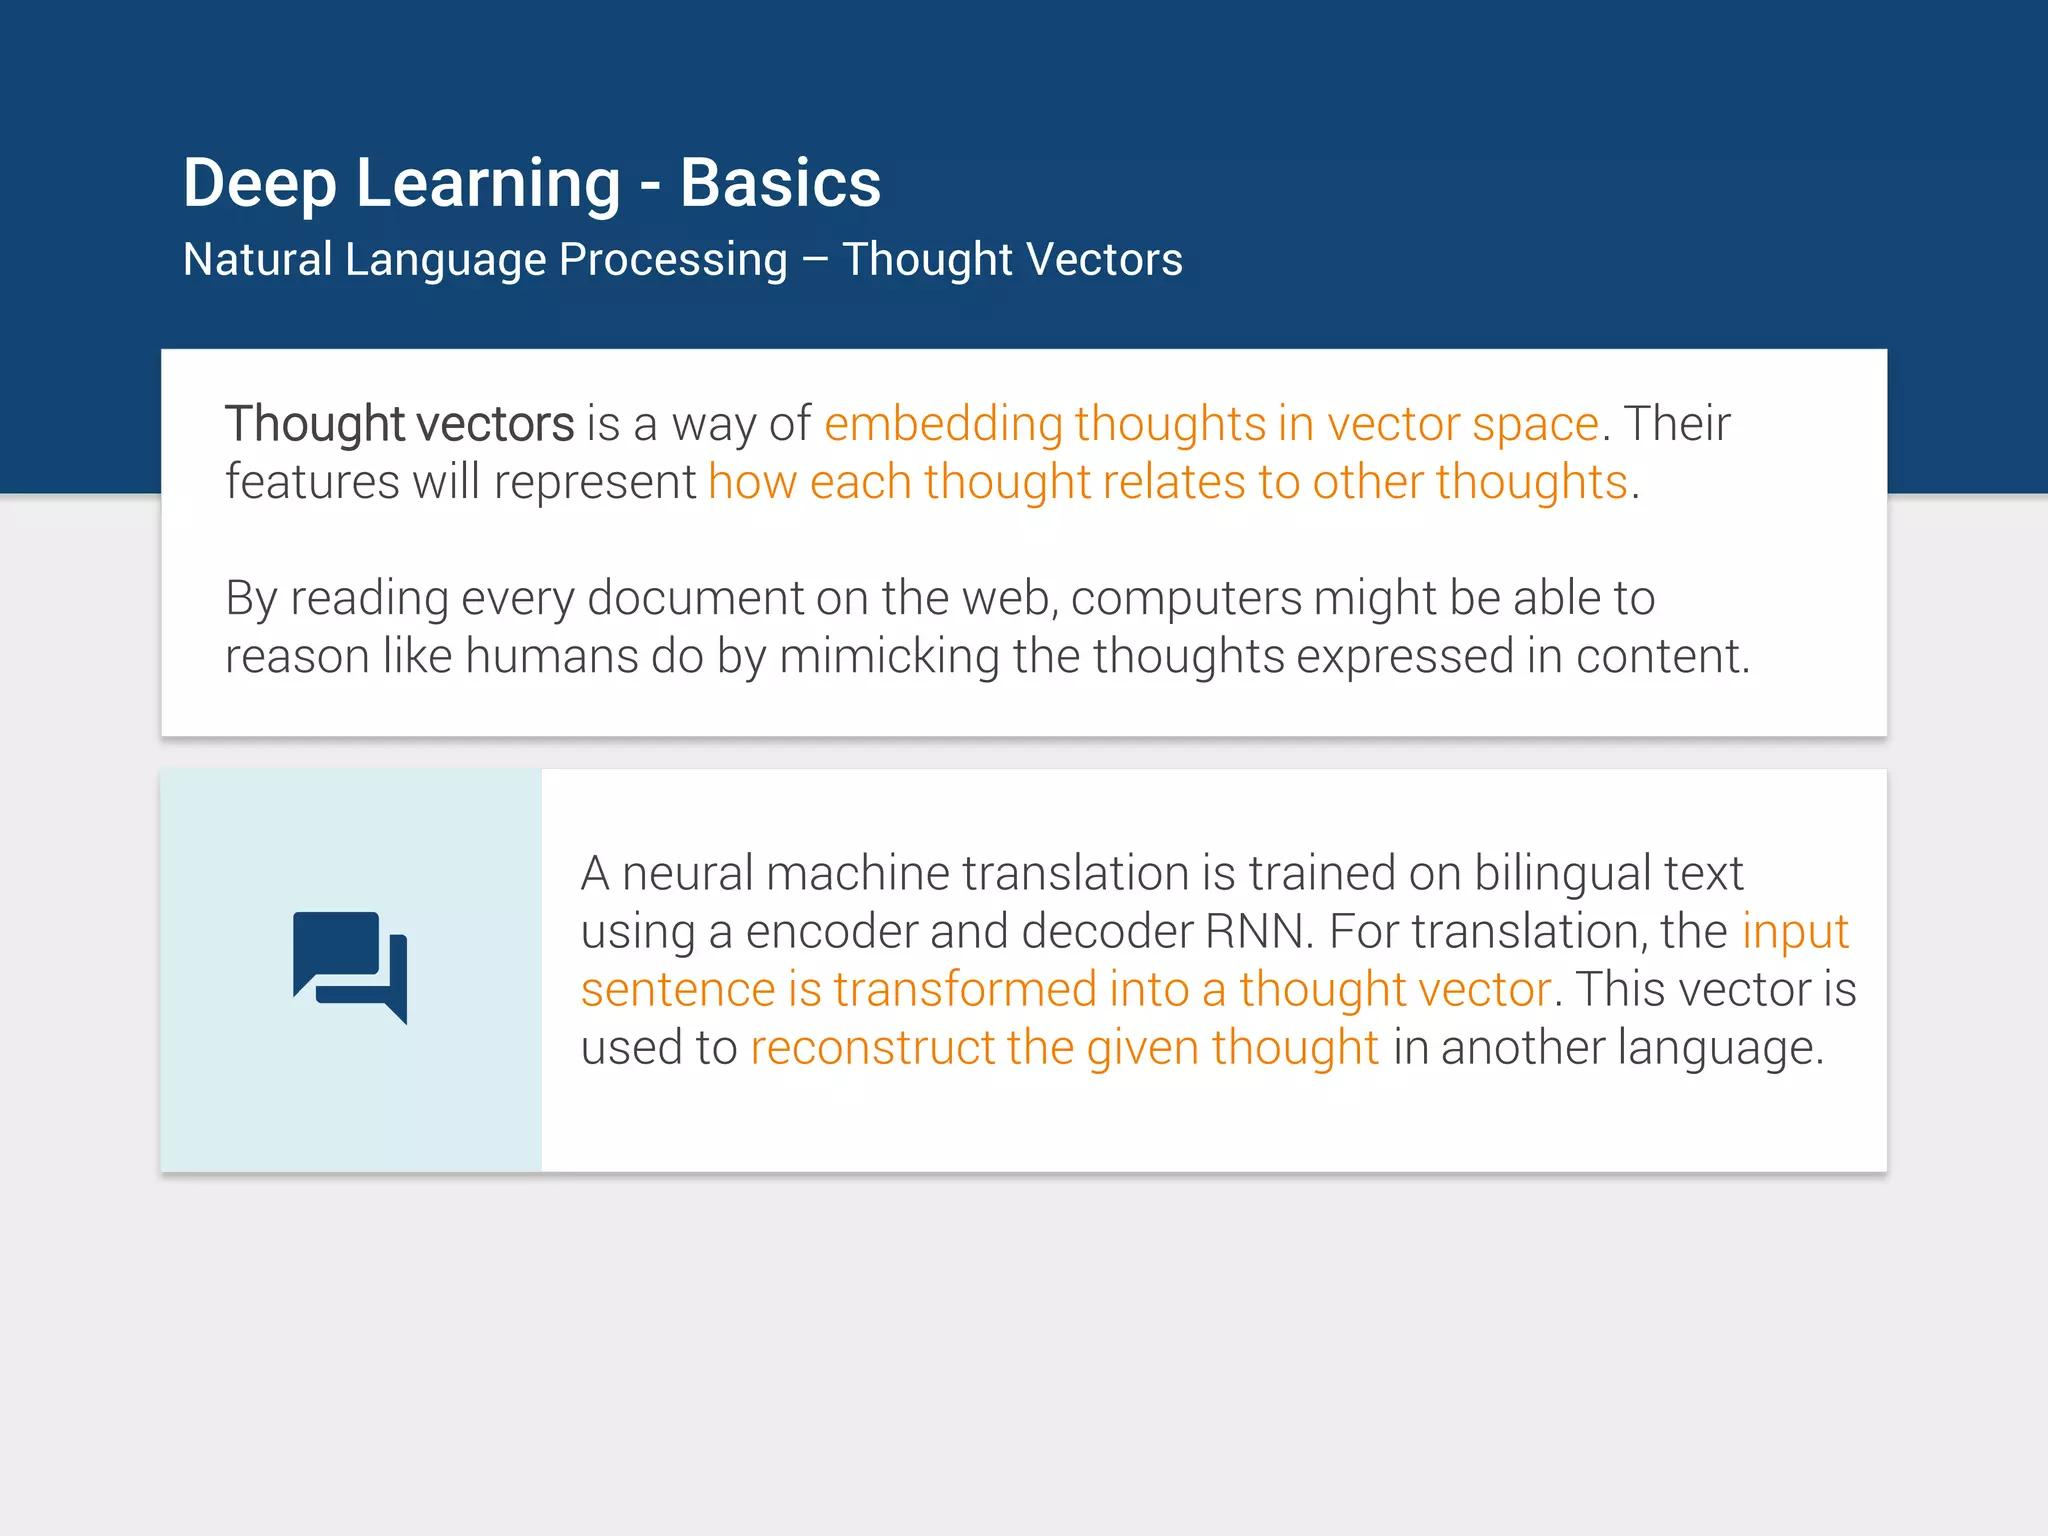 Deep Learning - Basics
Natural Language Processing – Thought Vectors
Thought vectors is a way of embedding thoughts in vector space. Their
features will represent how each thought relates to other thoughts.
By reading every document on the web, computers might be able to
reason like humans do by mimicking the thoughts expressed in content.
A neural machine translation is trained on bilingual text
using a encoder and decoder RNN. For translation, the input
sentence is transformed into a thought vector. This vector is
used to reconstruct the given thought in another language.